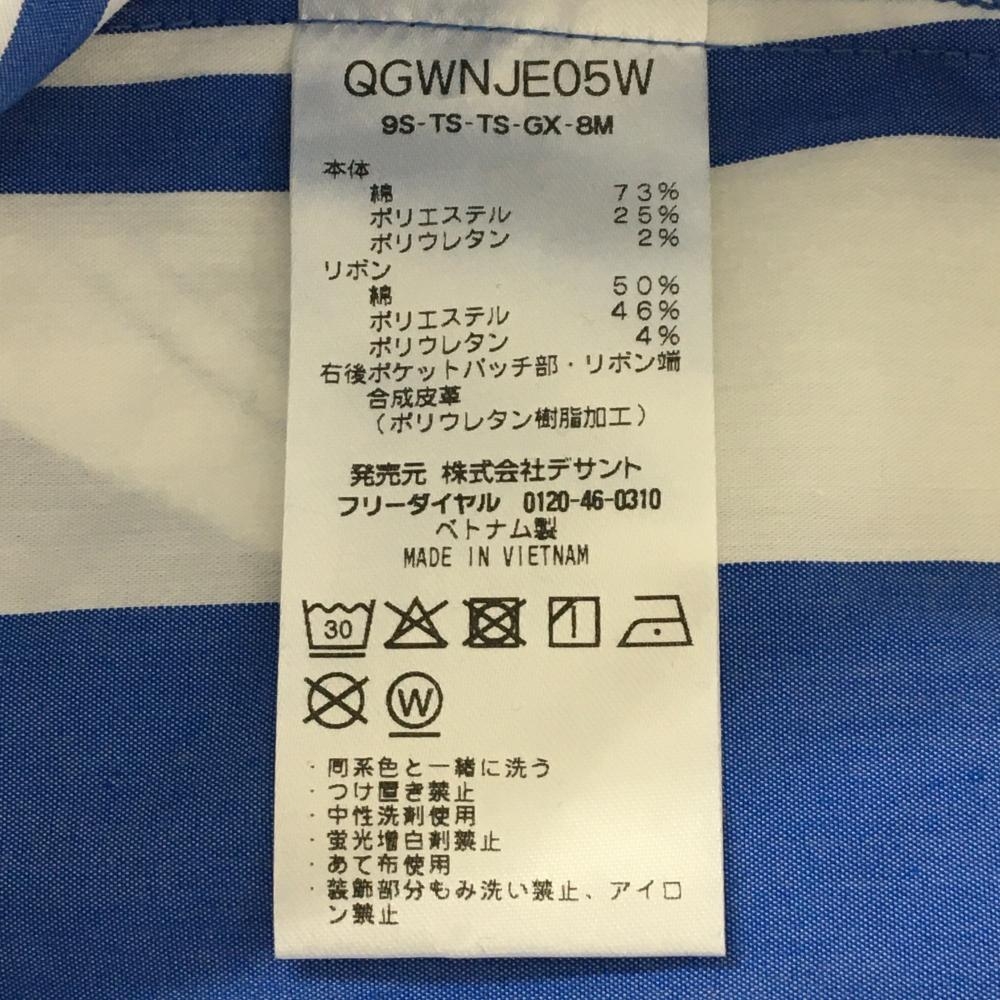 QGWNJE05W
9S-TS-TS-GX-8M
本体
綿 73%
ポリエステル 25%
ポリウレタン 2%
リボン
綿 50%
ポリエステル 46%
ポリウレタン 4%
右後ポケットパッチ部・リボン端
合成皮革
(ポリウレタン樹脂加工)
発売元 株式会社デサント
フリーダイヤル 0120-46-0310
ベトナム製
MADE IN VIETNAM
30
W
・同系色と一緒に洗う
・つけ置き禁止
・中性洗剤使用
・蛍光増白剤禁止
・あて布使用
・装飾部分もみ洗い禁止、アイロ
ン禁止